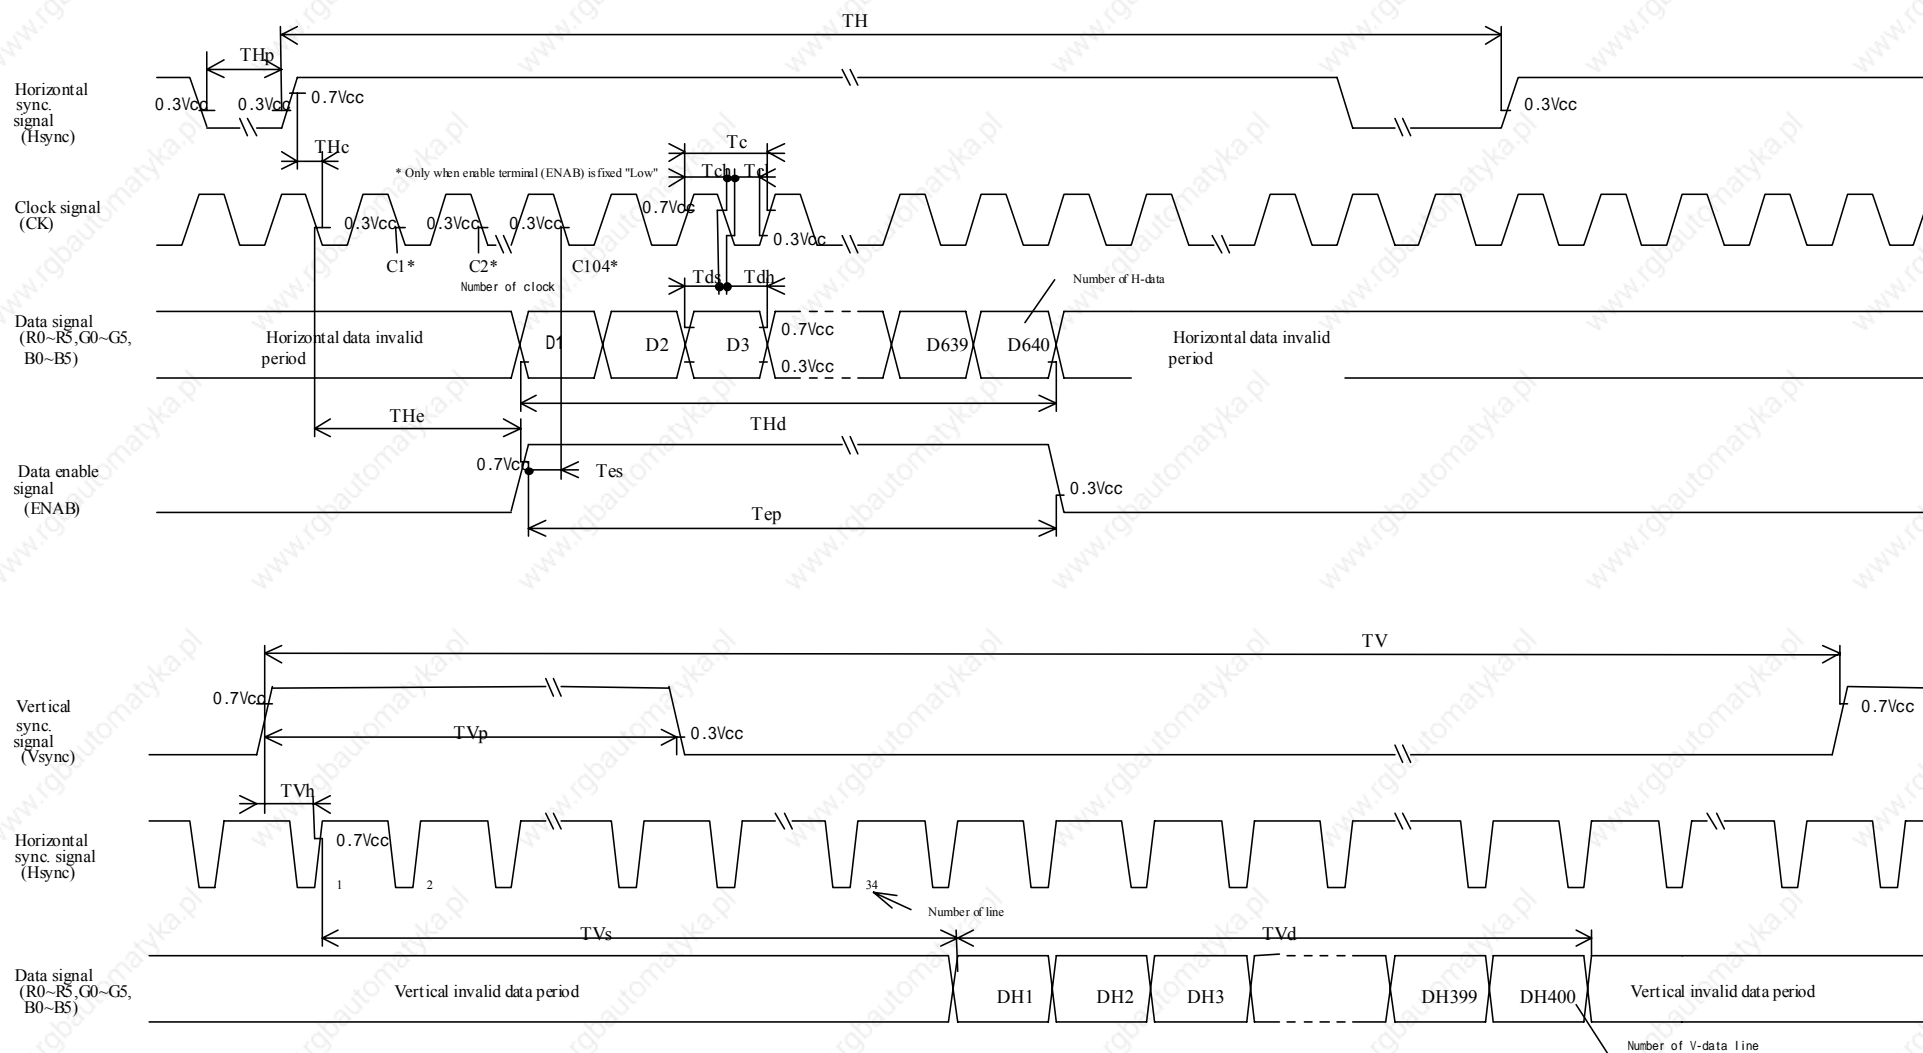 TH
THp
Horizontal
sync.
signal
(Hsync)
0.3Vcc
0.3Vcc
0.7Vcc
0.3Vcc
THc
Tc
* Only when enable terminal (ENAB) is fixed "Low"
Tch
Tcl
Clock signal
(CK)
0.7Vcc
0.3Vcc
0.3Vcc
0.3Vcc
0.3Vcc
C1*
C2*
C104*
Number of clock
Tds
Tdh
Number of H-data
Data signal
(R0~R5,G0~G5,
B0~B5)
Horizontal data invalid
period
D1
D2
D3
0.7Vcc
0.3Vcc
D639
D640
Horizontal data invalid
period
THe
THd
Data enable
signal
(ENAB)
0.7Vcc
Tes
0.3Vcc
Tep
TV
Vertical
sync.
signal
(Vsync)
0.7Vcc
TVp
0.3Vcc
0.7Vcc
TVh
Horizontal
sync. signal
(Hsync)
0.7Vcc
1
2
34
Number of line
TVs
TVd
Data signal
(R0~R5,G0~G5,
B0~B5)
Vertical invalid data period
DH1
DH2
DH3
DH399
DH400
Vertical invalid data period
Number of V-data line
www.rgbautomatyka.pl